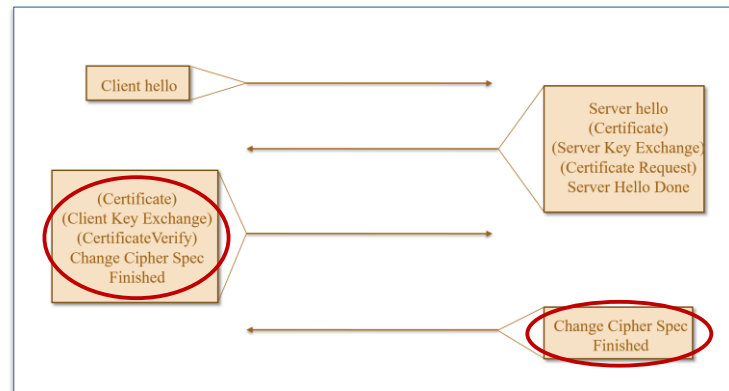 Client hello
Server hello
(Certificate)
(Server Key Exchange)
(Certificate Request)
Server Hello Done
(Certificate)
(Client Key Exchange)
(CertificateVerify)
Change Cipher Spec
Finished
Change Cipher Spec
Finished